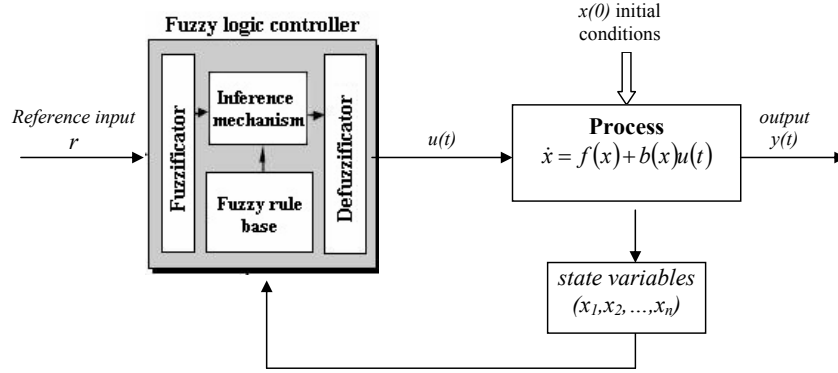 Fuzzy logic controller
Fuzzificator
Inference
mechanism
Fuzzy rule
base
Defuzzificator
Reference input
r
u(t)
x(0) initial
conditions
Process
ẋ = f(x)+b(x)u(t)
output
y(t)
state variables
(x₁,x₂,...,xₙ)